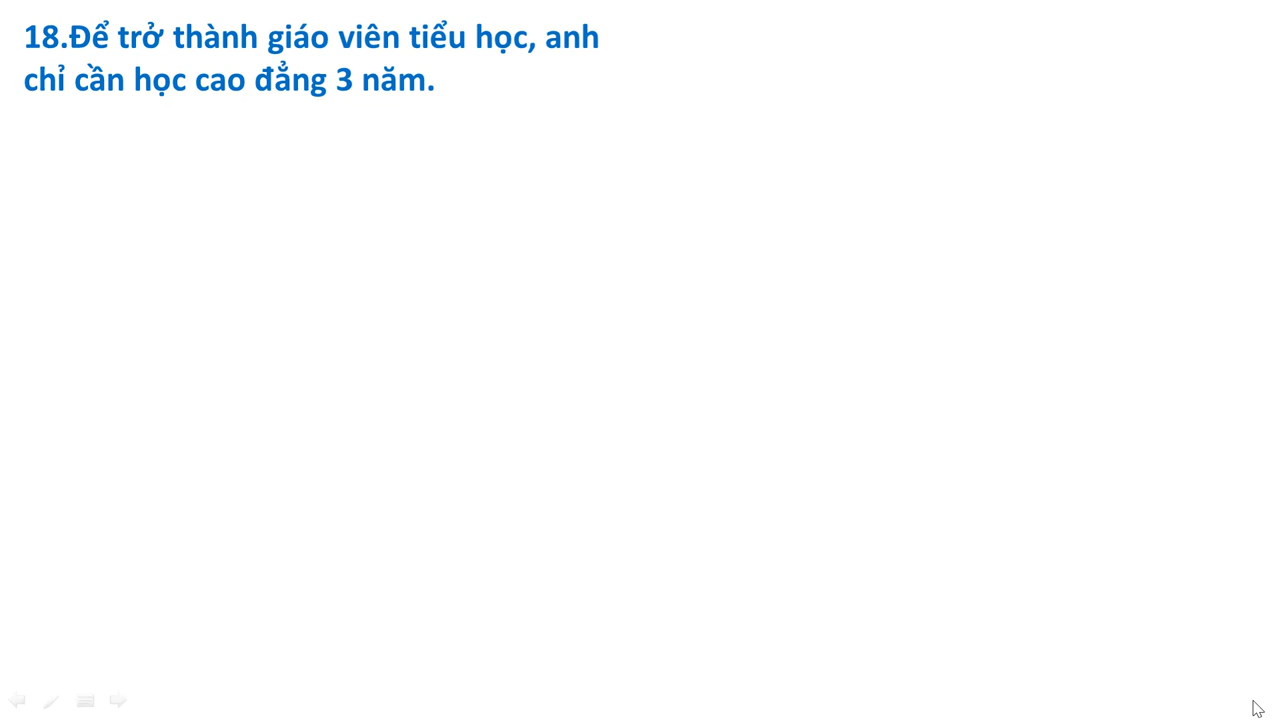 18.Để trở thành giáo viên tiểu học, anh
chỉ cần học cao đẳng 3 năm.